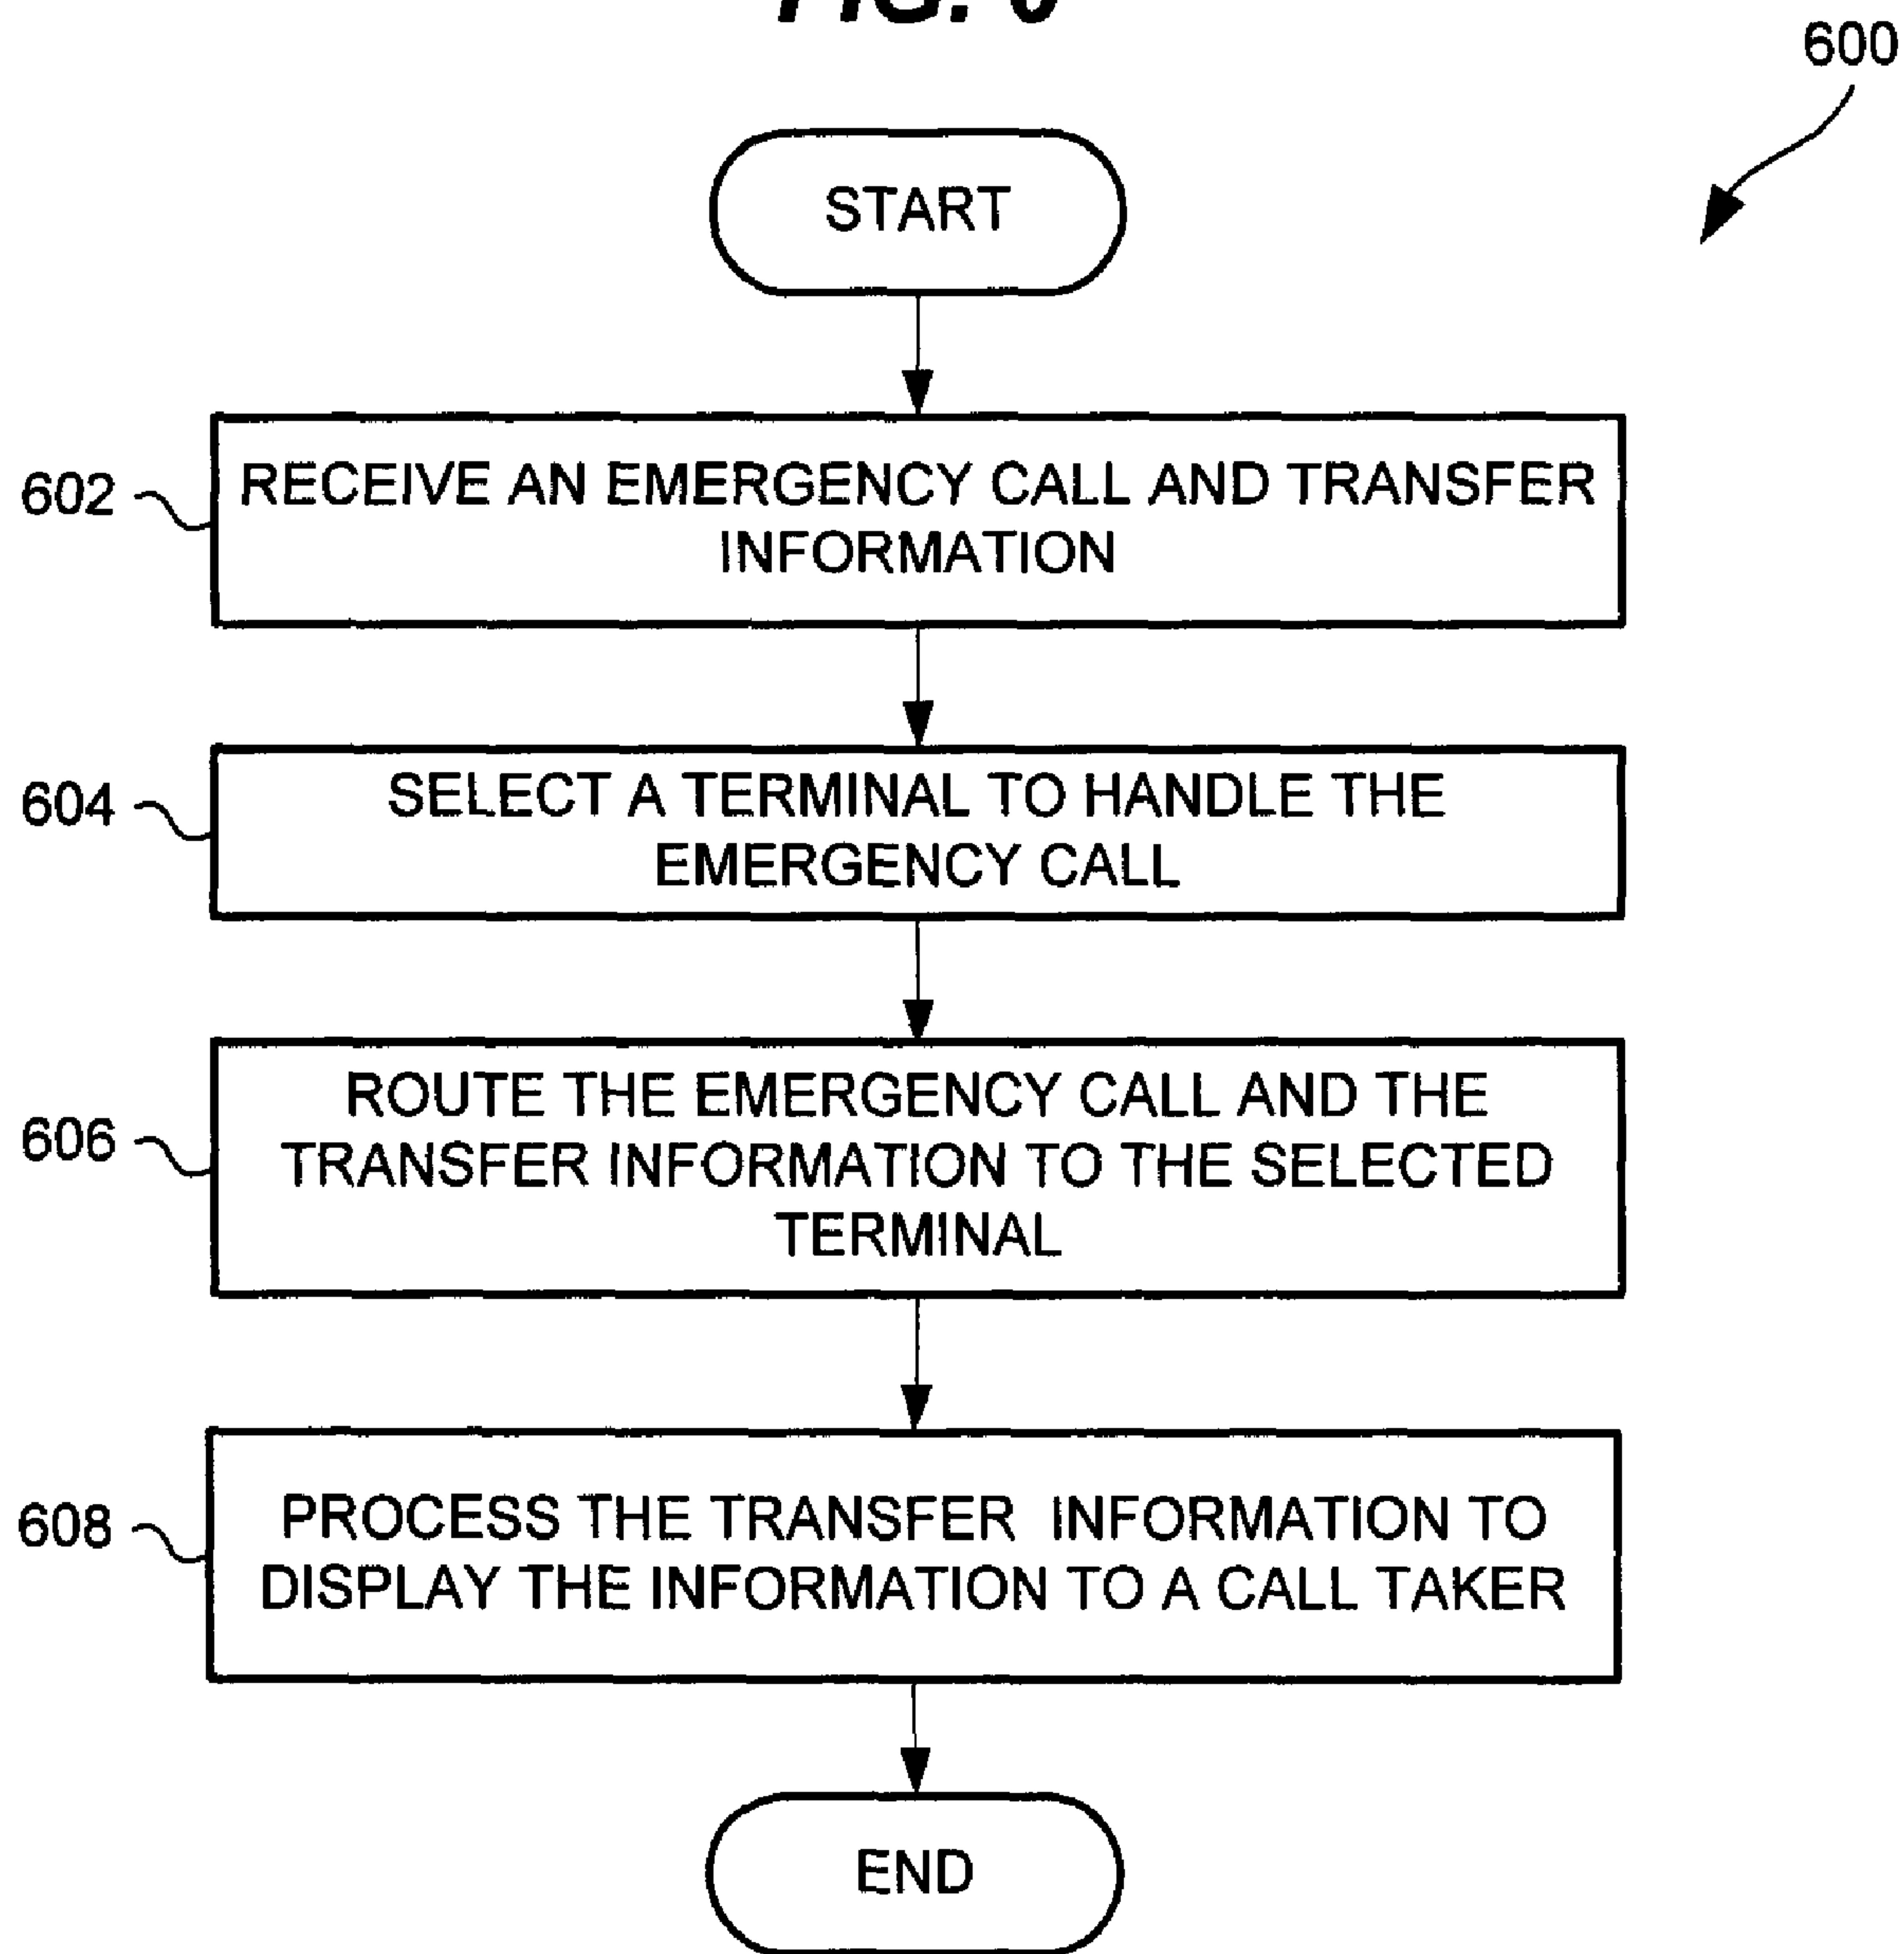 FIG. 6
600
START
602
RECEIVE AN EMERGENCY CALL AND TRANSFER
INFORMATION
604
SELECT A TERMINAL TO HANDLE THE
EMERGENCY CALL
606
ROUTE THE EMERGENCY CALL AND THE
TRANSFER INFORMATION TO THE SELECTED
TERMINAL
608
PROCESS THE TRANSFER INFORMATION TO
DISPLAY THE INFORMATION TO A CALL TAKER
END